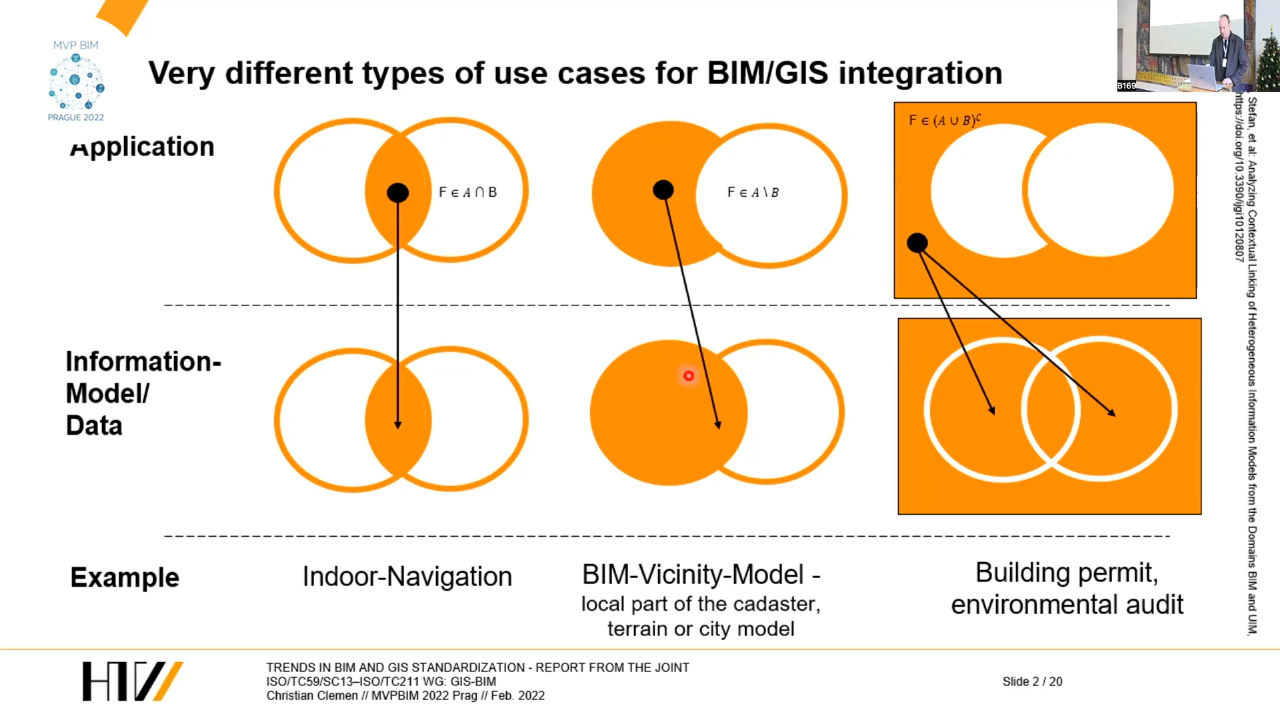 MVP BIM
PRAGUE 2022
Very different types of use cases for BIM/GIS integration
B169
Application
F ∈ A ∩ B
F ∈ A \ B
F ∈ (A ∪ B)ᶜ
Information-
Model/
Data
Example
Indoor-Navigation
BIM-Vicinity-Model -
local part of the cadaster,
terrain or city model
Building permit,
environmental audit
Stefan, et al: Analyzing Contextual Linking of Heterogeneous Information Models from the Domains BIM and UIM,
https://doi.org/10.3390/ijgi10120807
HTW
TRENDS IN BIM AND GIS STANDARDIZATION - REPORT FROM THE JOINT
ISO/TC59/SC13–ISO/TC211 WG: GIS-BIM
Christian Clemen // MVPBIM 2022 Prag // Feb. 2022
Slide 2 / 20